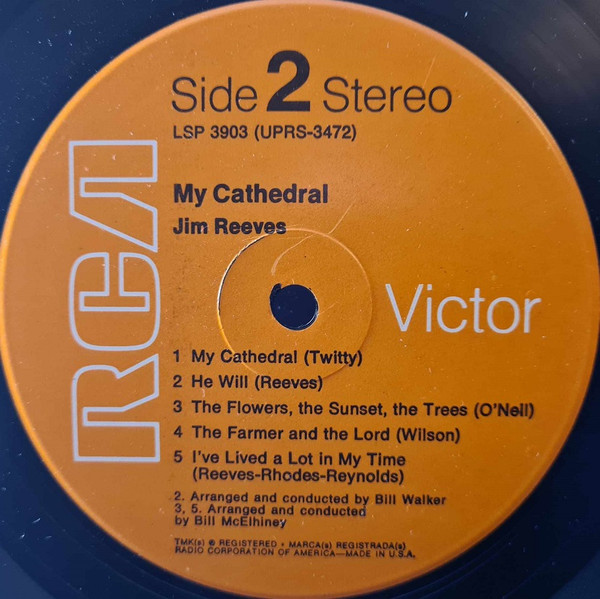 Side 2 Stereo
LSP 3903 (UPRS-3472)
My Cathedral
Jim Reeves
RCA
Victor
1 My Cathedral (Twitty)
2 He Will (Reeves)
3 The Flowers, the Sunset, the Trees (O'Neil)
4 The Farmer and the Lord (Wilson)
5 I've Lived a Lot in My Time
(Reeves-Rhodes-Reynolds)
2. Arranged and conducted by Bill Walker
3, 5. Arranged and conducted
by Bill McElhiney
TMK(s) ® REGISTERED • MARCA(s) REGISTRADA(s)
RADIO CORPORATION OF AMERICA—MADE IN U.S.A.